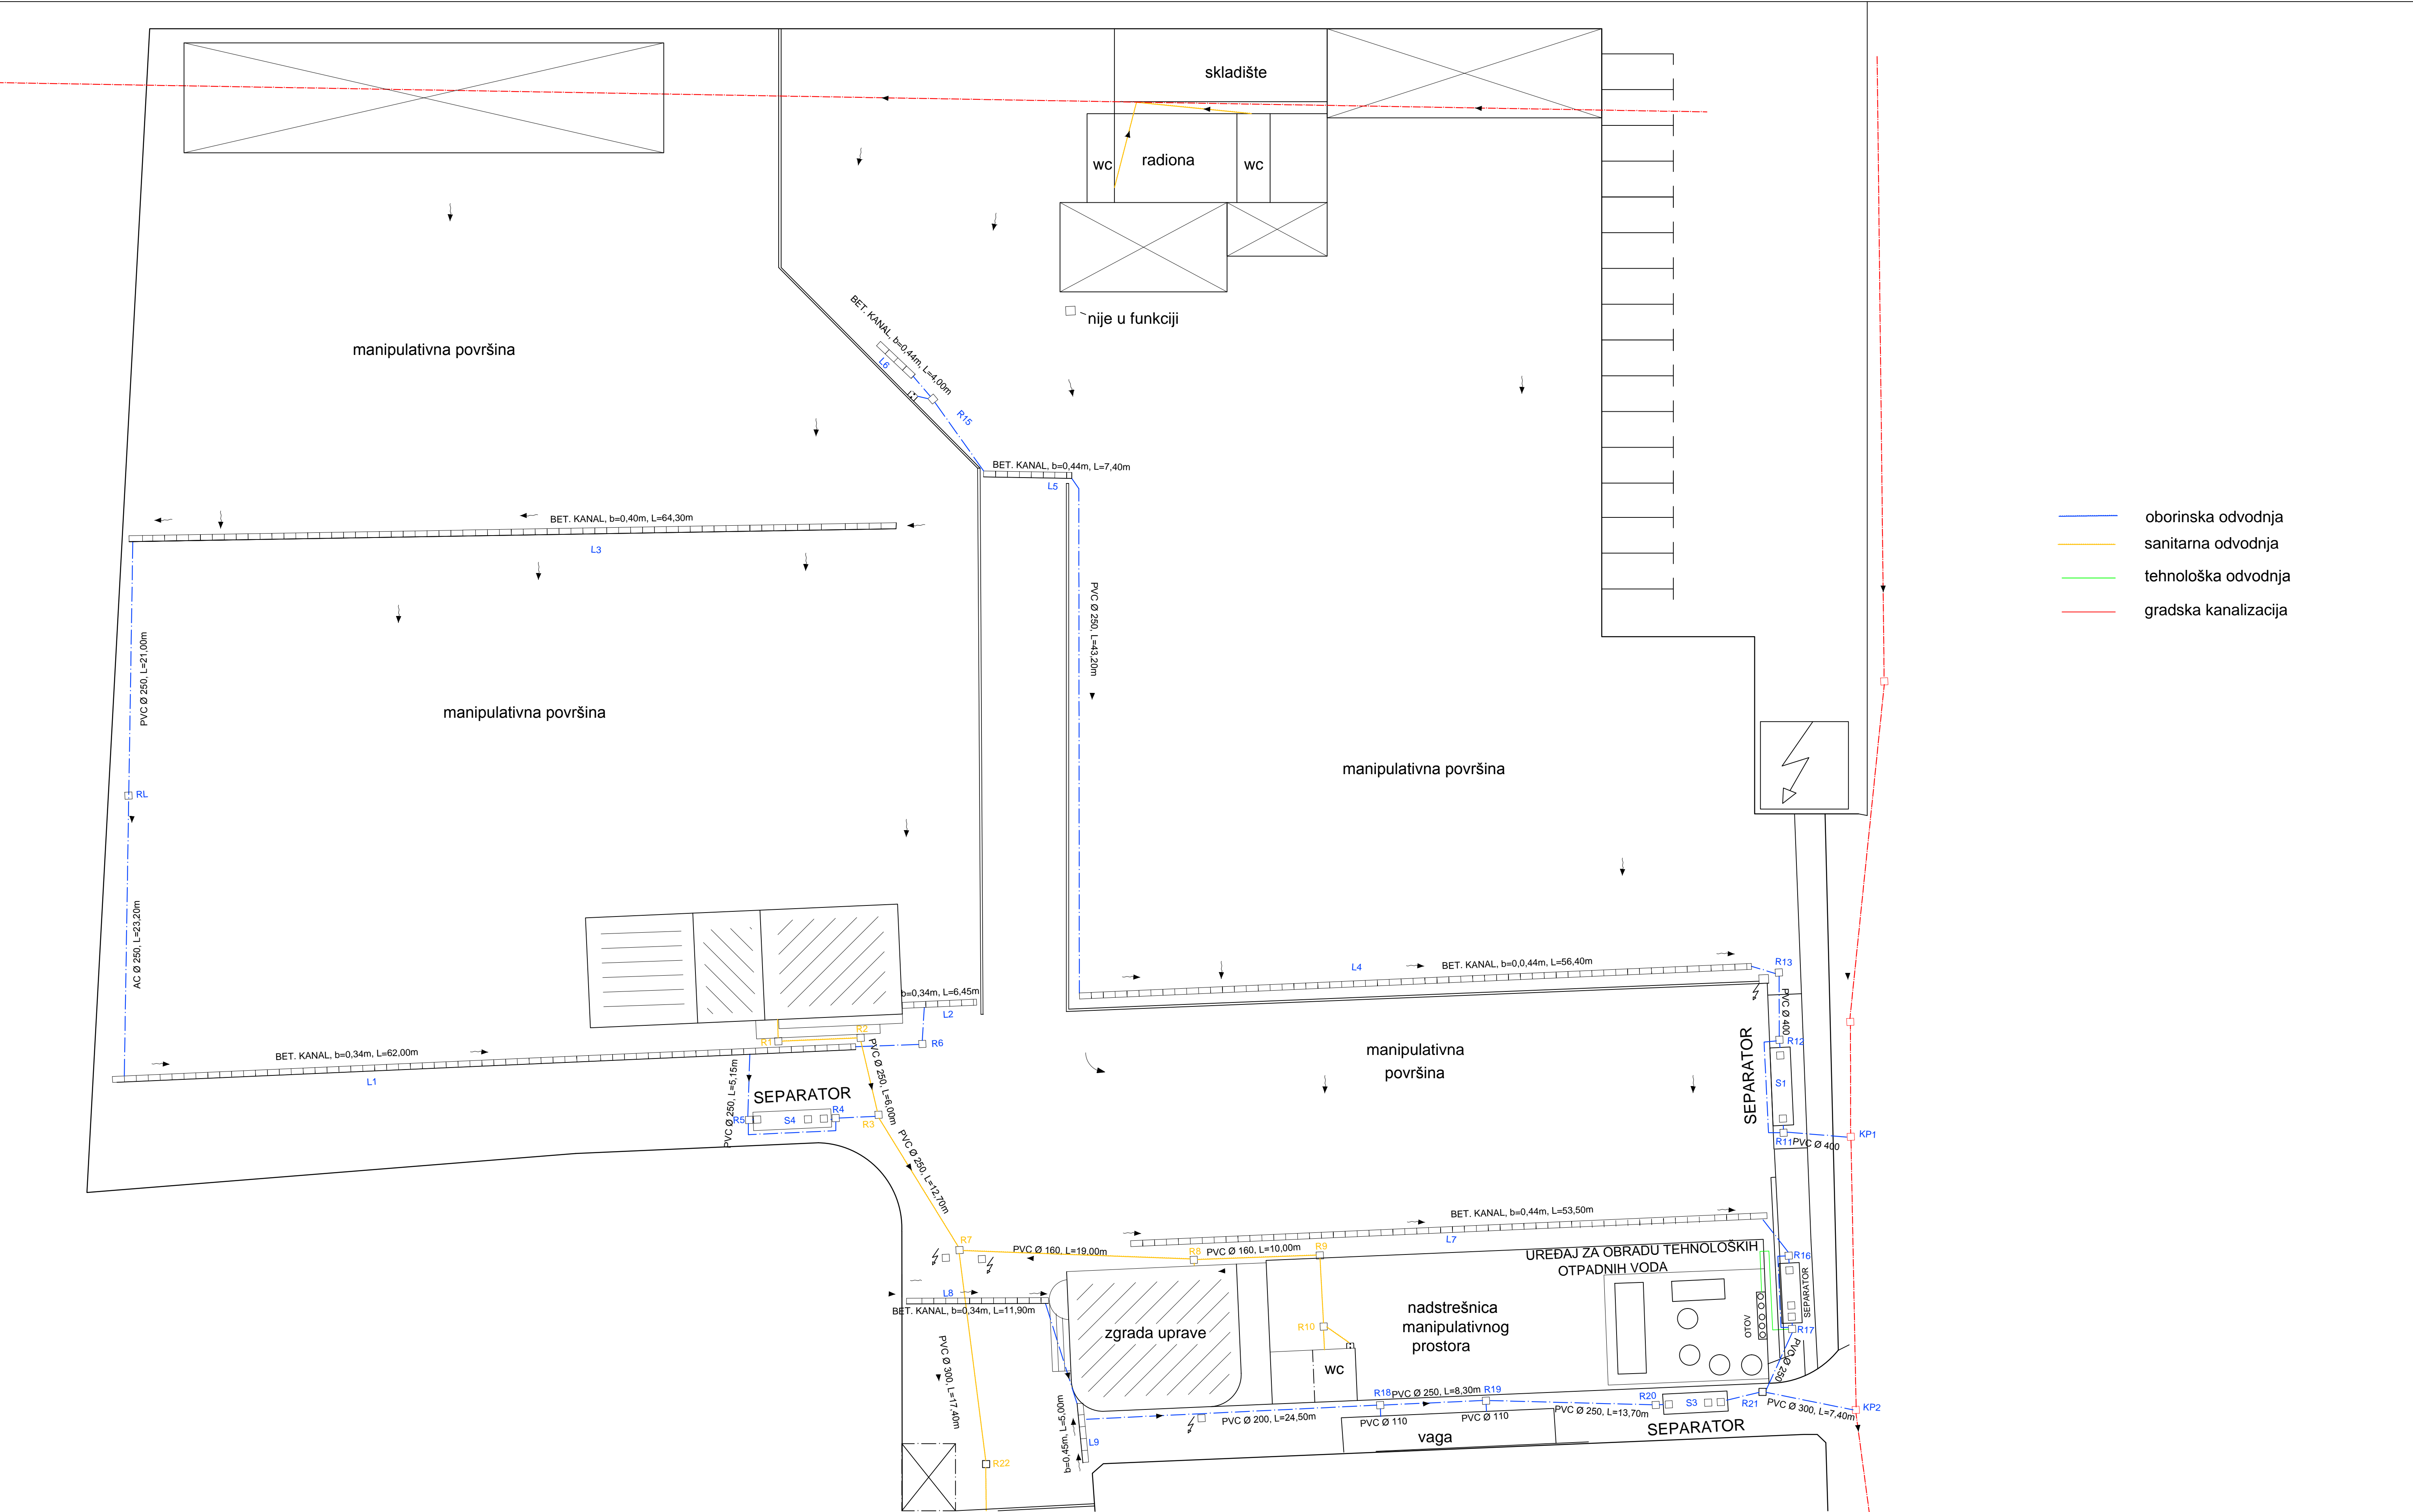 skladište
wc
radiona
wc
nije u funkciji
manipulativna površina
BET. KANAL, b=0,44m, L=4,00m
L6
R15
BET. KANAL, b=0,44m, L=7,40m
L5
BET. KANAL, b=0,40m, L=64,30m
L3
oborinska odvodnja
sanitarna odvodnja
tehnološka odvodnja
gradska kanalizacija
PVC Ø 250, L=21,00m
PVC Ø 250, L=43,20m
manipulativna površina
manipulativna površina
RL
AC Ø 250, L=23,20m
L4
BET. KANAL, b=0,0,44m, L=56,40m
R13
PVC Ø 400
R12
SEPARATOR
S1
R11
PVC Ø 400
KP1
b=0,34m, L=6,45m
L2
R1
R2
R6
BET. KANAL, b=0,34m, L=62,00m
L1
PVC Ø 250, L=5,15m
PVC Ø 250, L=6,00m
SEPARATOR
R5
S4
R4
R3
manipulativna
površina
PVC Ø 250, L=12,70m
BET. KANAL, b=0,44m, L=53,50m
L7
R7
PVC Ø 160, L=19,00m
R8
PVC Ø 160, L=10,00m
R9
UREĐAJ ZA OBRADU TEHNOLOŠKIH
OTPADNIH VODA
R16
SEPARATOR
OTOV
R17
PVC Ø 250
L8
BET. KANAL, b=0,34m, L=11,90m
zgrada uprave
R10
wc
nadstrešnica
manipulativnog
prostora
PVC Ø 300, L=17,40m
b=0,45m, L=5,00m
L9
R22
PVC Ø 200, L=24,50m
R18
PVC Ø 250, L=8,30m
R19
PVC Ø 110
PVC Ø 110
vaga
PVC Ø 250, L=13,70m
R20
S3
R21
SEPARATOR
PVC Ø 300, L=7,40m
KP2